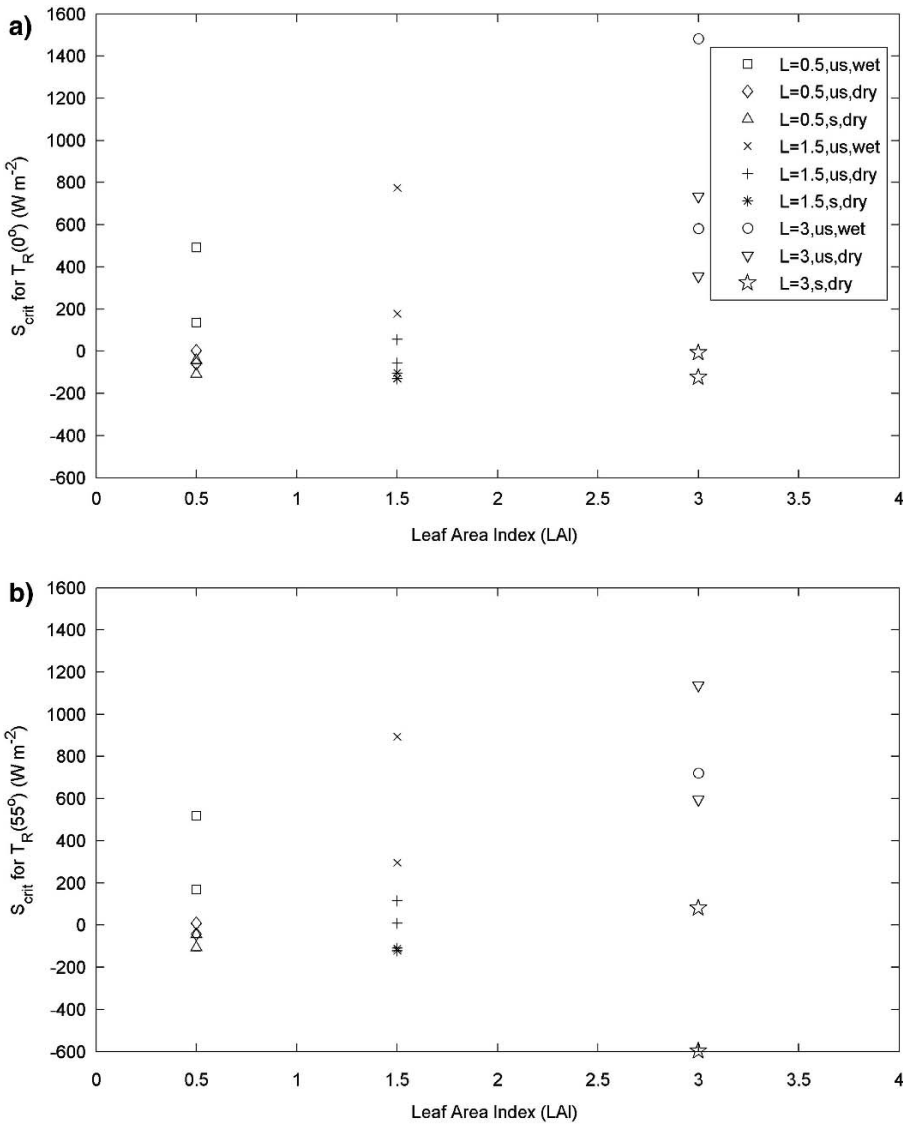 a)
1600
1400
1200
1000
800
600
400
200
0
-200
-400
-600
S_crit for T_R(0°) (W m⁻²)
L=0.5,us,wet
L=0.5,us,dry
L=0.5,s,dry
L=1.5,us,wet
L=1.5,us,dry
L=1.5,s,dry
L=3,us,wet
L=3,us,dry
L=3,s,dry
0 0.5 1 1.5 2 2.5 3 3.5 4
Leaf Area Index (LAI)
b)
1600
1400
1200
1000
800
600
400
200
0
-200
-400
-600
S_crit for T_R(55°) (W m⁻²)
0 0.5 1 1.5 2 2.5 3 3.5 4
Leaf Area Index (LAI)